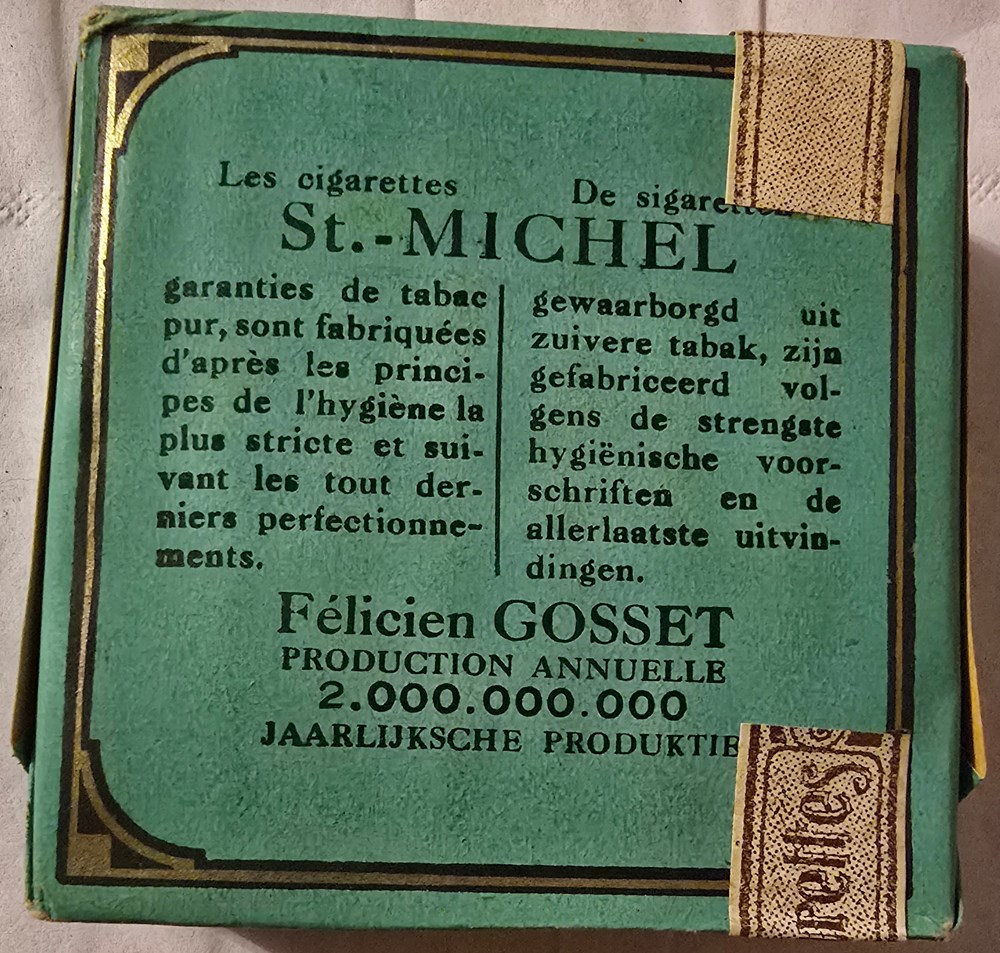 Les cigarettes
De
St.-MICHEL
garanties de tabac
pur, sont fabriquées
d'après les princi-
pes de l'hygiène la
plus stricte et sui-
vant les tout der-
niers perfectionne-
ments.
gewaarborgd uit
zuivere tabak, zijn
gefabriceerd vol-
gens de strengste
hygiënische voor-
schriften en de
allerlaatste uitvin-
dingen.
Félicien GOSSET
PRODUCTION ANNUELLE
2.000.000.000
JAARLIJKSCHE PRODUKTIE